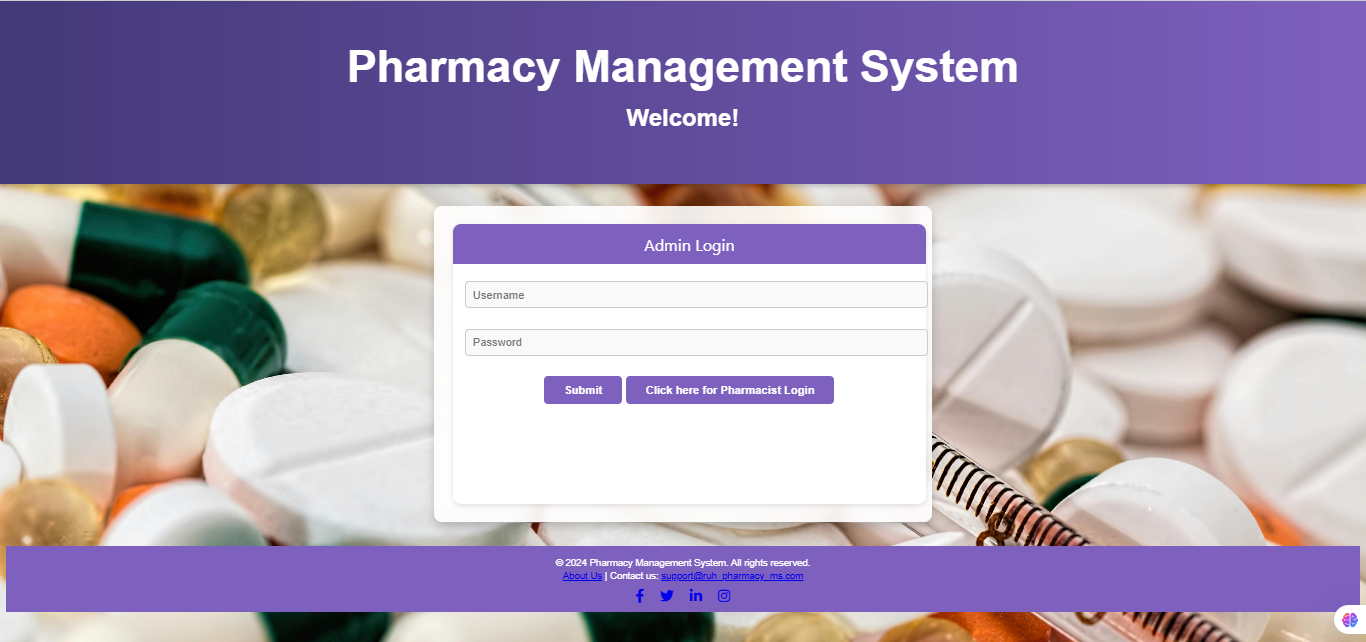 Pharmacy Management System
Welcome!
Admin Login
Username
Password
Submit Click here for Pharmacist Login
© 2024 Pharmacy Management System. All rights reserved.
About Us | Contact us: support@ruh_pharmacy_ms.com